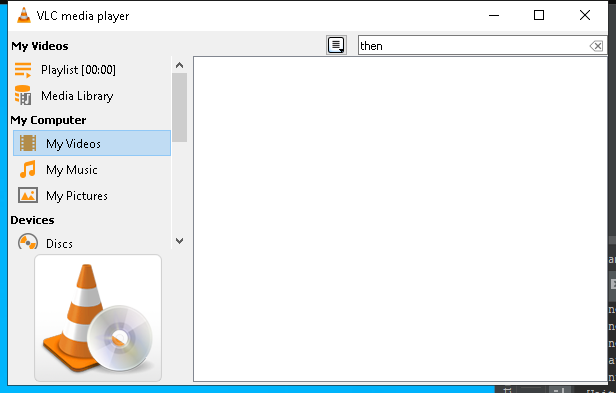 VLC media player
My Videos
then
Playlist [00:00]
Media Library
My Computer
My Videos
My Music
My Pictures
Devices
Discs